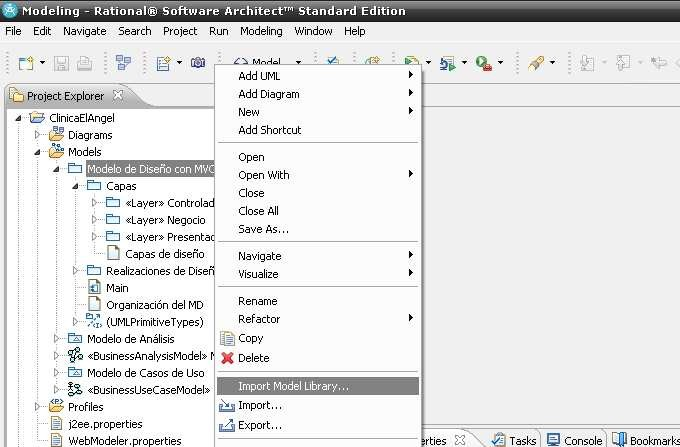 Modeling - Rational® Software Architect™ Standard Edition
File Edit Navigate Search Project Run Modeling Window Help
Model
Project Explorer
ClinicaElAngel
Diagrams
Models
Modelo de Diseño con MVC
Capas
«Layer» Controlad
«Layer» Negocio
«Layer» Presentac
Capas de diseño
Realizaciones de Diseñ
Main
Organización del MD
(UMLPrimitiveTypes)
Modelo de Análisis
«BusinessAnalysisModel» M
Modelo de Casos de Uso
«BusinessUseCaseModel»
Profiles
j2ee.properties
WebModeler.properties
Add UML
Add Diagram
New
Add Shortcut
Open
Open With
Close
Close All
Save As...
Navigate
Visualize
Rename
Refactor
Copy
Delete
Import Model Library...
Import...
Export...
erties Tasks Console Bookmarks